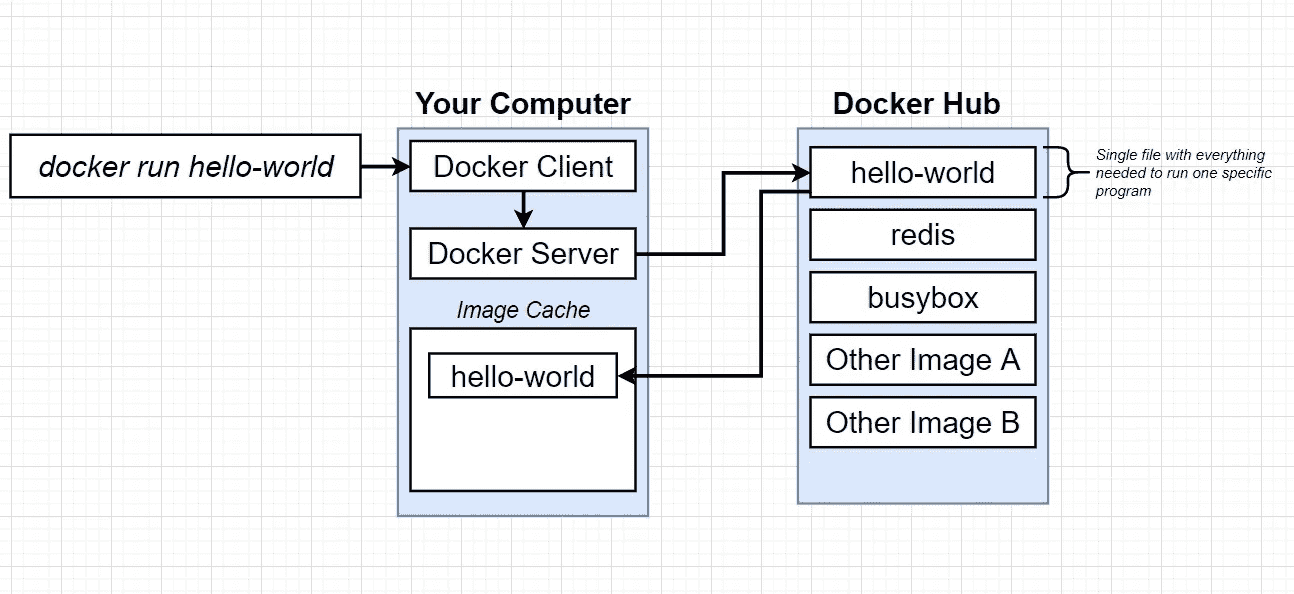 Your Computer
Docker Hub
docker run hello-world
Docker Client
Docker Server
Image Cache
hello-world
hello-world
Single file with everything
needed to run one specific
program
redis
busybox
Other Image A
Other Image B